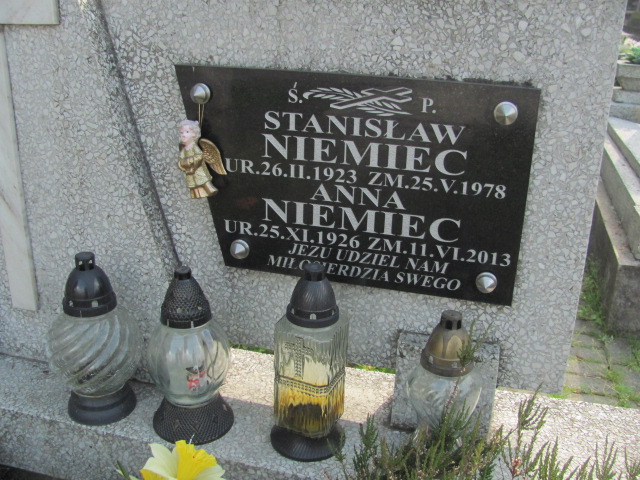 Ś. P.
STANISŁAW
NIEMIEC
UR.26.II.1923 ZM.25.V.1978
ANNA
NIEMIEC
UR.25.XI.1926 ZM.11.VI.2013
JEZU UDZIEL NAM
MIŁOSIERDZIA SWEGO